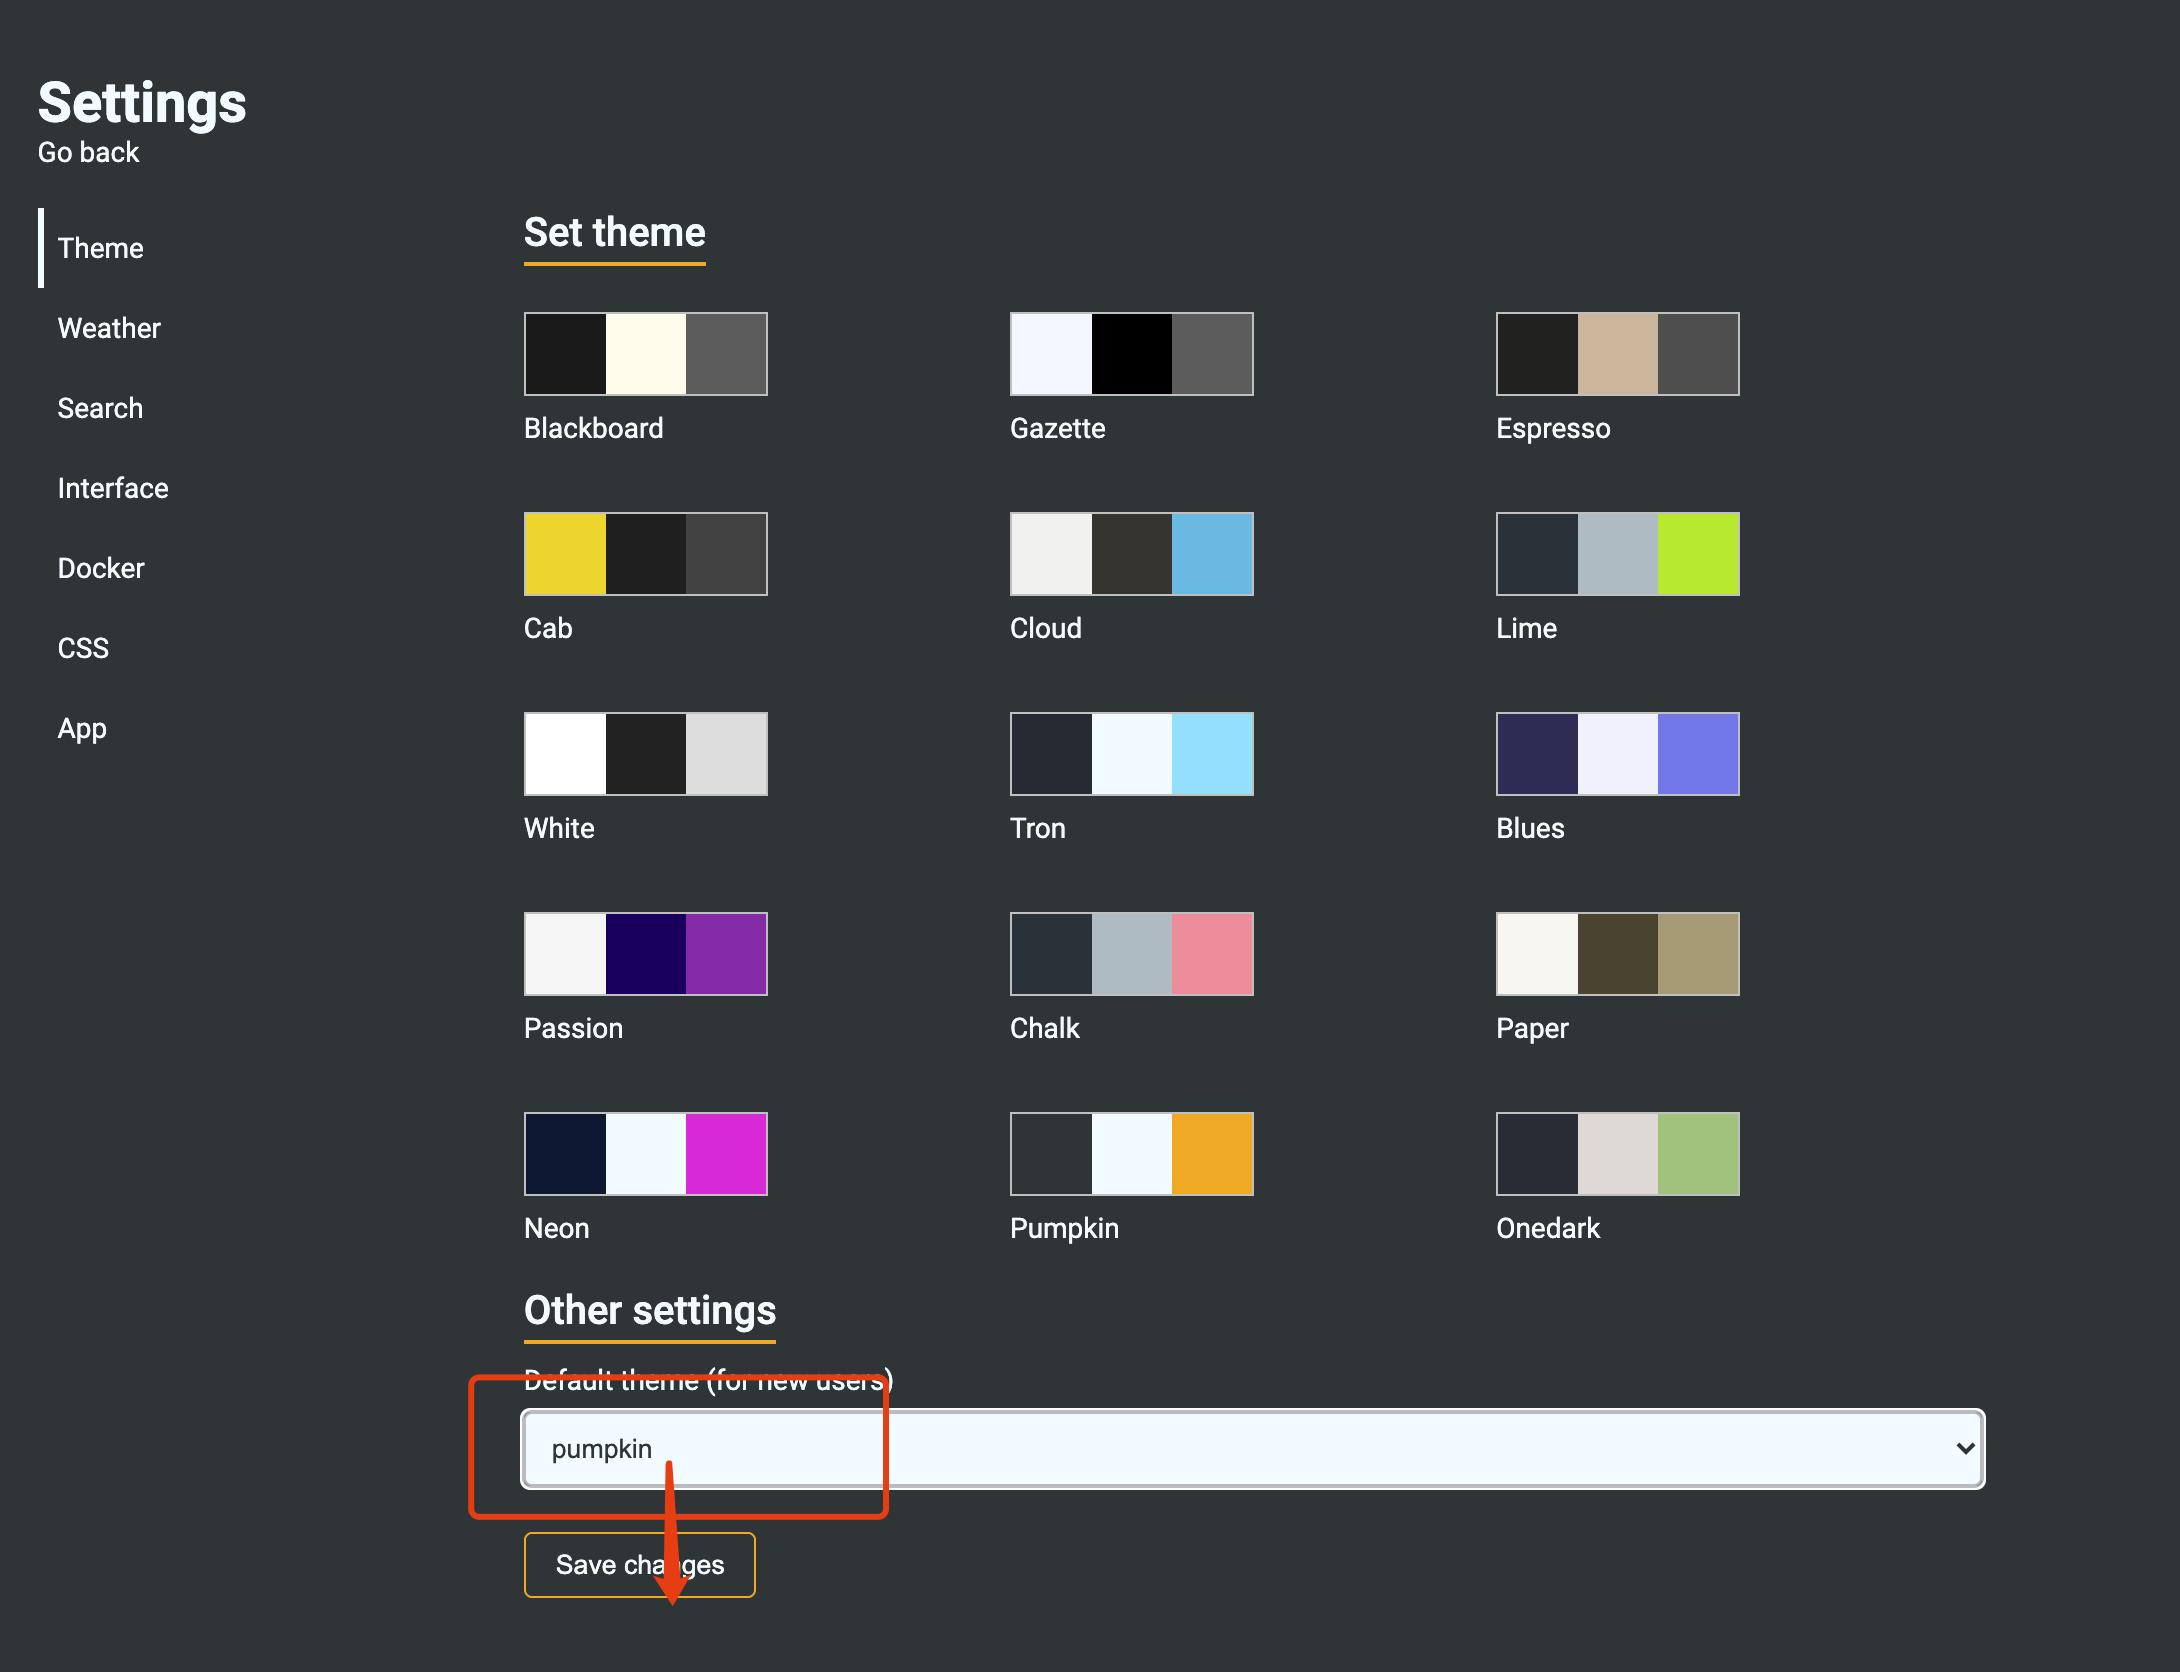 Settings
Go back
Theme
Weather
Search
Interface
Docker
CSS
App
Set theme
Blackboard
Gazette
Espresso
Cab
Cloud
Lime
White
Tron
Blues
Passion
Chalk
Paper
Neon
Pumpkin
Onedark
Other settings
Default theme (for new users)
pumpkin
Save changes